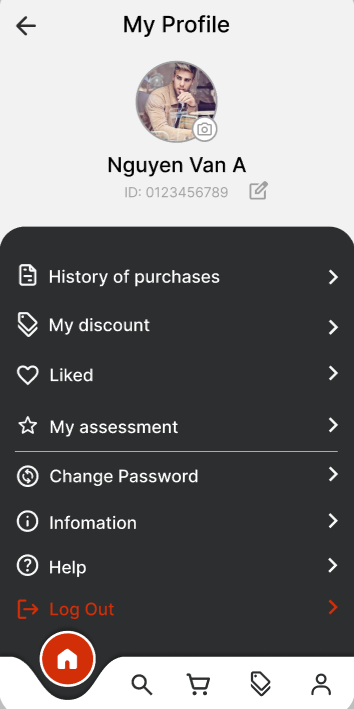 My Profile
Nguyen Van A
ID: 0123456789
History of purchases
My discount
Liked
My assessment
Change Password
Infomation
Help
Log Out